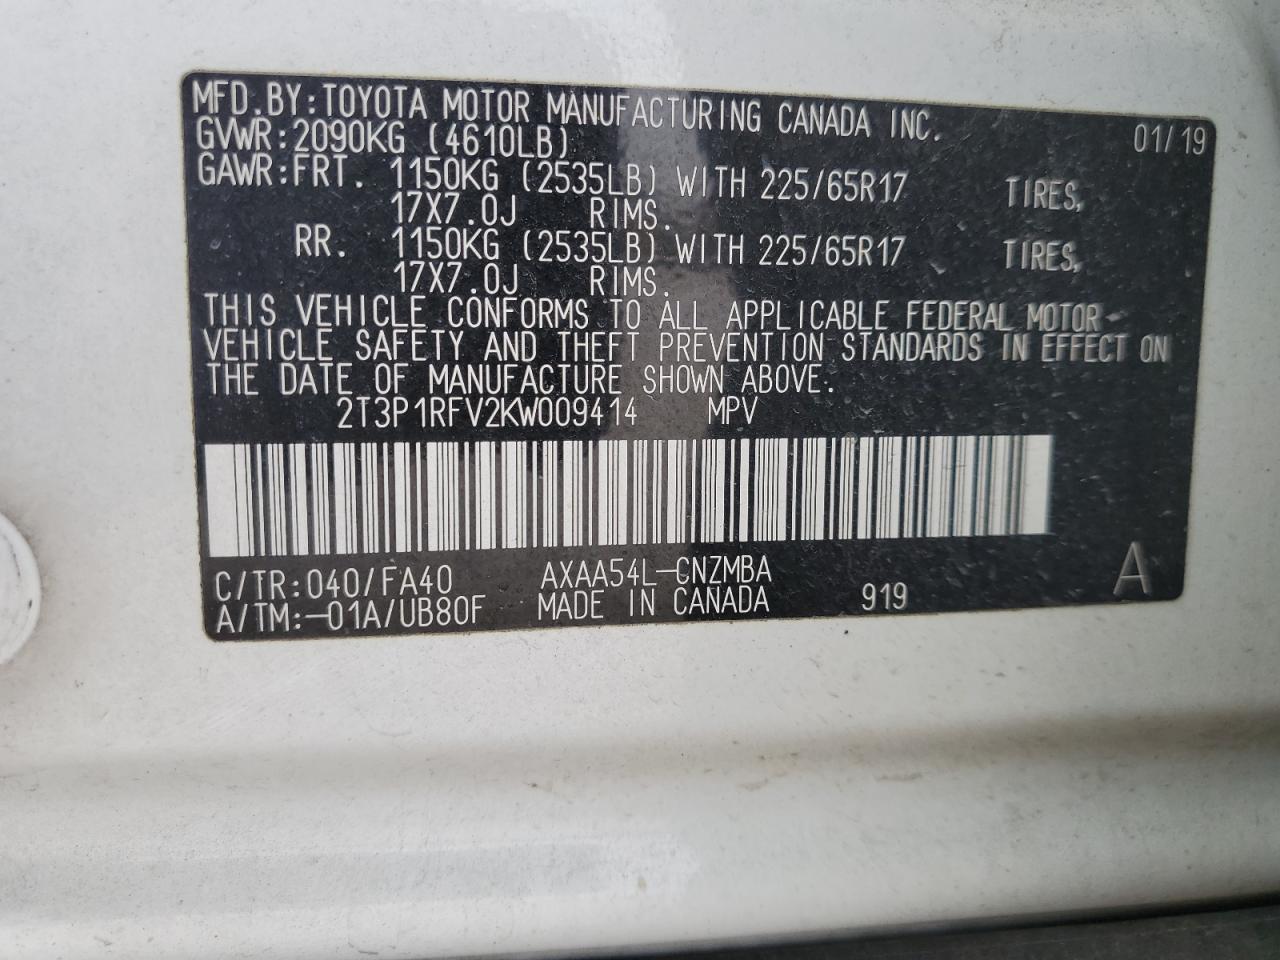 MFD.BY:TOYOTA MOTOR MANUFACTURING CANADA INC. 01/19
GVWR:2090KG (4610LB)
GAWR:FRT. 1150KG (2535LB) WITH 225/65R17 TIRES,
17X7.0J RIMS.
RR. 1150KG (2535LB) WITH 225/65R17 TIRES,
17X7.0J RIMS.
THIS VEHICLE CONFORMS TO ALL APPLICABLE FEDERAL MOTOR
VEHICLE SAFETY AND THEFT PREVENTION STANDARDS IN EFFECT ON
THE DATE OF MANUFACTURE SHOWN ABOVE.
2T3P1RFV2KW009414 MPV
C/TR:040/FA40 AXAA54L-CNZMBA A
A/TM:-01A/UB80F MADE IN CANADA 919